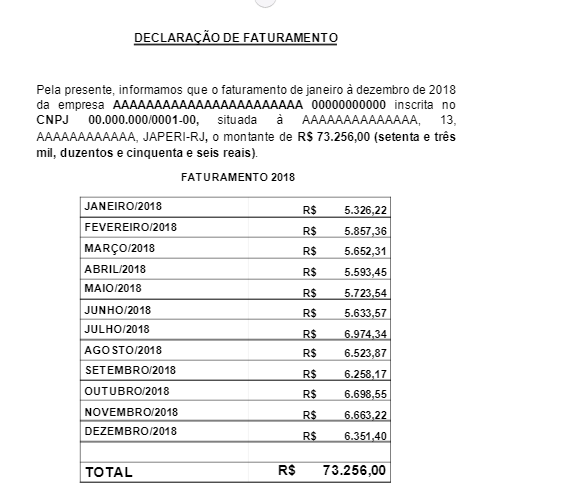 DECLARAÇÃO DE FATURAMENTO
Pela presente, informamos que o faturamento de janeiro à dezembro de 2018
da empresa AAAAAAAAAAAAAAAAAAAAAAA 00000000000 inscrita no
CNPJ 00.000.000/0001-00, situada à AAAAAAAAAAAAAA, 13,
AAAAAAAAAAAA, JAPERI-RJ, o montante de R$ 73.256,00 (setenta e três
mil, duzentos e cinquenta e seis reais).
FATURAMENTO 2018
JANEIRO/2018 R$ 5.326,22
FEVEREIRO/2018 R$ 5.857,36
MARÇO/2018 R$ 5.652,31
ABRIL/2018 R$ 5.593,45
MAIO/2018 R$ 5.723,54
JUNHO/2018 R$ 5.633,57
JULHO/2018 R$ 6.974,34
AGOSTO/2018 R$ 6.523,87
SETEMBRO/2018 R$ 6.258,17
OUTUBRO/2018 R$ 6.698,55
NOVEMBRO/2018 R$ 6.663,22
DEZEMBRO/2018 R$ 6.351,40
TOTAL R$ 73.256,00